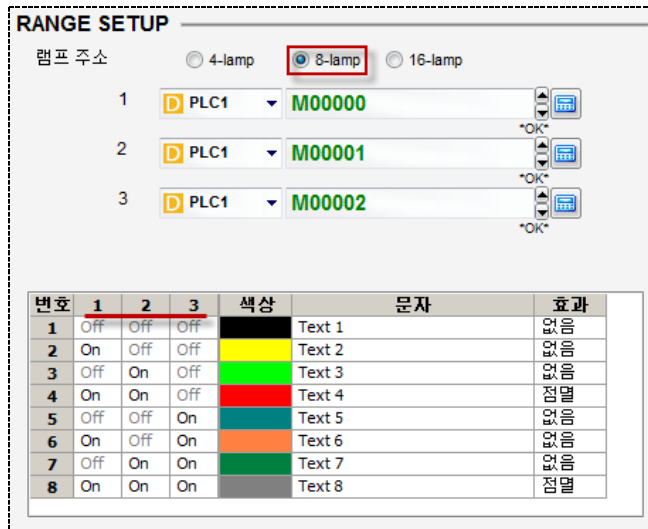 RANGE SETUP
램프 주소 4-lamp 8-lamp 16-lamp
1 D PLC1 M00000
*OK*
2 D PLC1 M00001
*OK*
3 D PLC1 M00002
*OK*
번호 1 2 3 색상 문자 효과
1 Off Off Off Text 1 없음
2 On Off Off Text 2 없음
3 Off On Off Text 3 없음
4 On On Off Text 4 점멸
5 Off Off On Text 5 없음
6 On Off On Text 6 없음
7 Off On On Text 7 없음
8 On On On Text 8 점멸